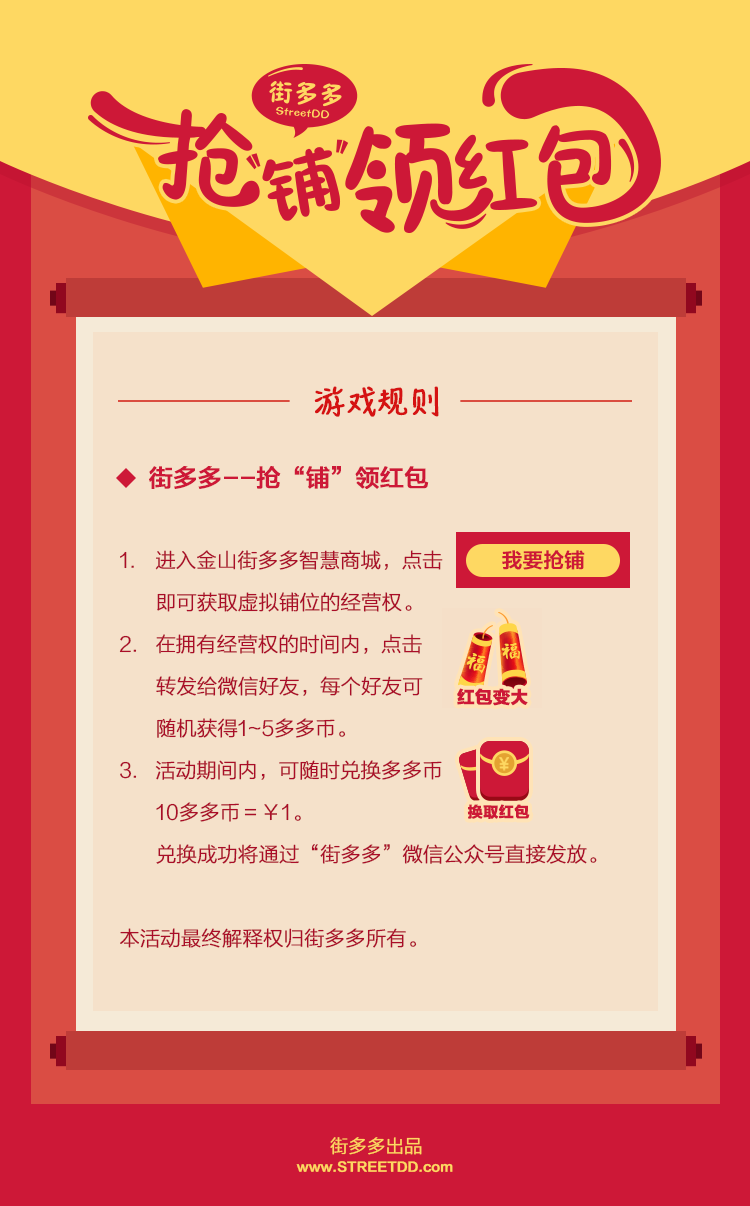 街多多
StreetDD
抢“铺”领红包
游戏规则
◆ 街多多--抢“铺”领红包
1. 进入金山街多多智慧商城，点击 我要抢铺
即可获取虚拟铺位的经营权。
2. 在拥有经营权的时间内，点击
福 福
转发给微信好友，每个好友可
红包变大
随机获得1~5多多币。
3. 活动期间内，可随时兑换多多币
¥
10多多币=￥1。
换取红包
兑换成功将通过“街多多”微信公众号直接发放。
本活动最终解释权归街多多所有。
街多多出品
www.STREETDD.com